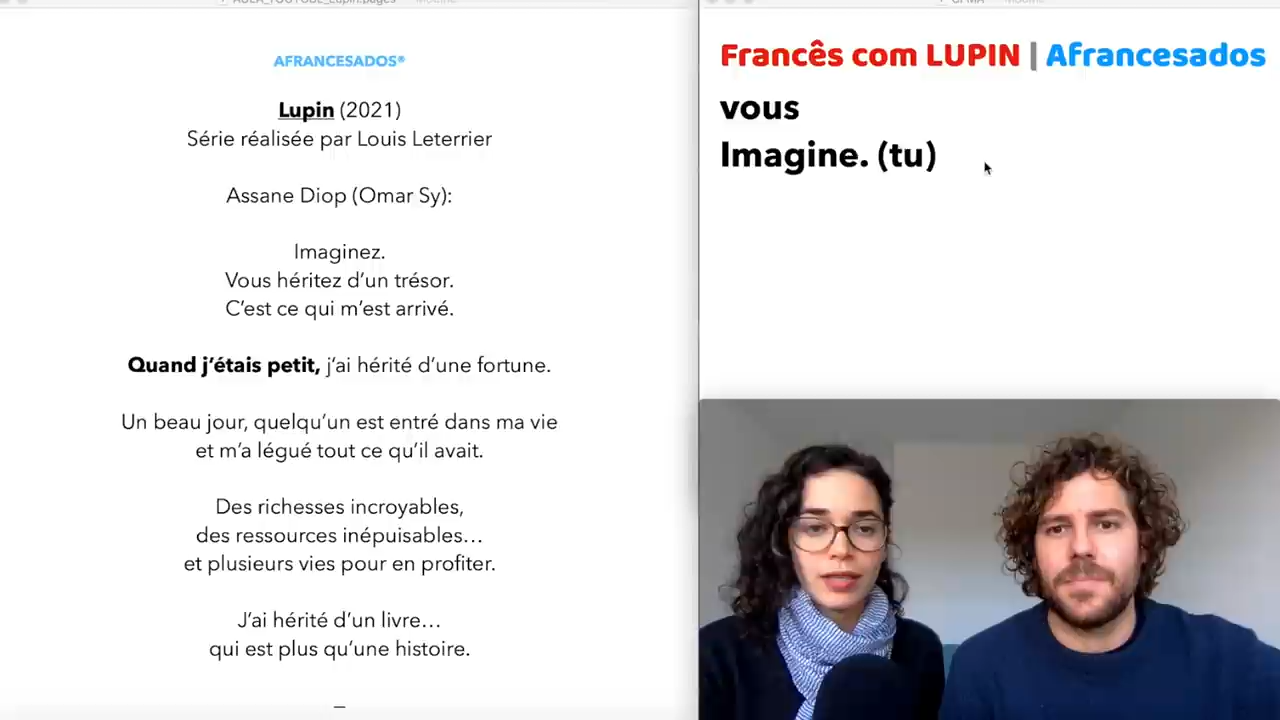 AFRANCESADOS®
Lupin (2021)
Série réalisée par Louis Leterrier
Assane Diop (Omar Sy):
Imaginez.
Vous héritez d’un trésor.
C’est ce qui m’est arrivé.
Quand j’étais petit, j’ai hérité d’une fortune.
Un beau jour, quelqu’un est entré dans ma vie
et m’a légué tout ce qu’il avait.
Des richesses incroyables,
des ressources inépuisables…
et plusieurs vies pour en profiter.
J’ai hérité d’un livre…
qui est plus qu’une histoire.
Francês com LUPIN | Afrancesados
vous
Imagine. (tu)